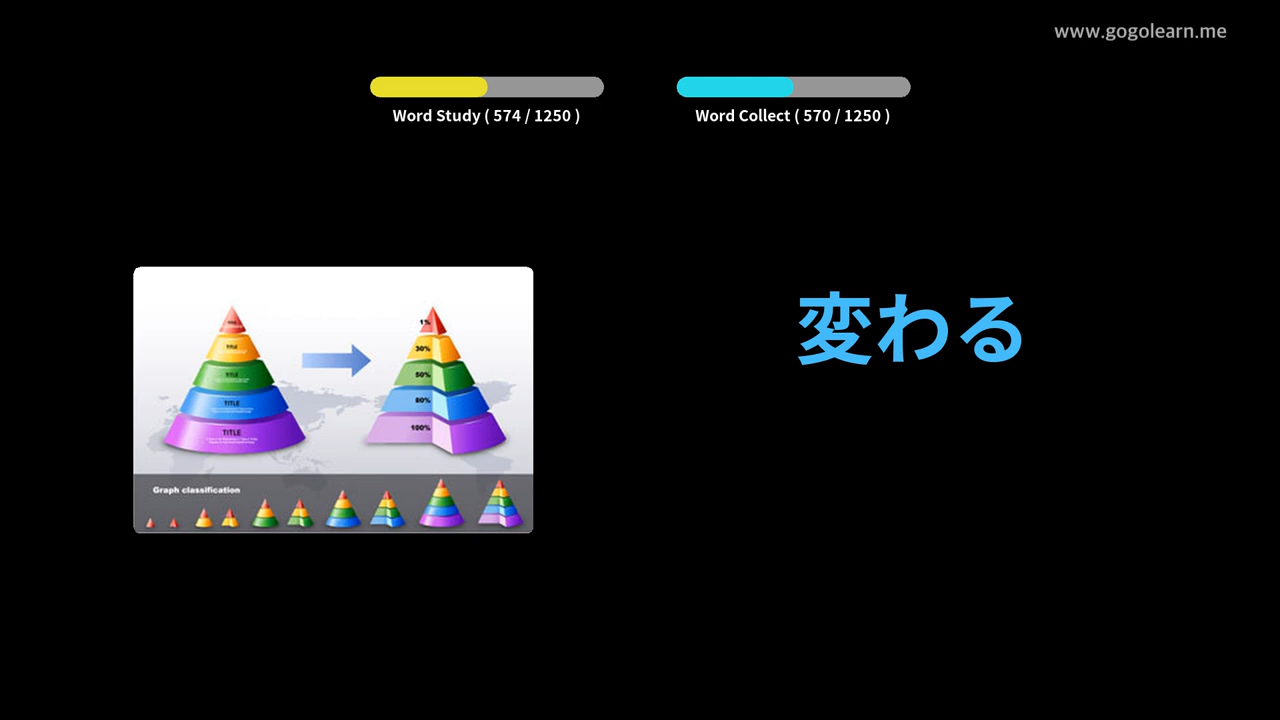 www.gogolearn.me
Word Study ( 574 / 1250 )
Word Collect ( 570 / 1250 )
変わる
TITLE
TITLE
TITLE
TITLE
1%
30%
50%
80%
100%
Graph classification